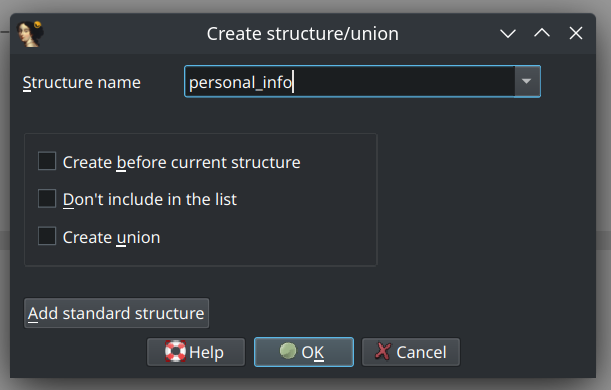 Create structure/union
Structure name personal_info
Create before current structure
Don't include in the list
Create union
Add standard structure
Help OK Cancel